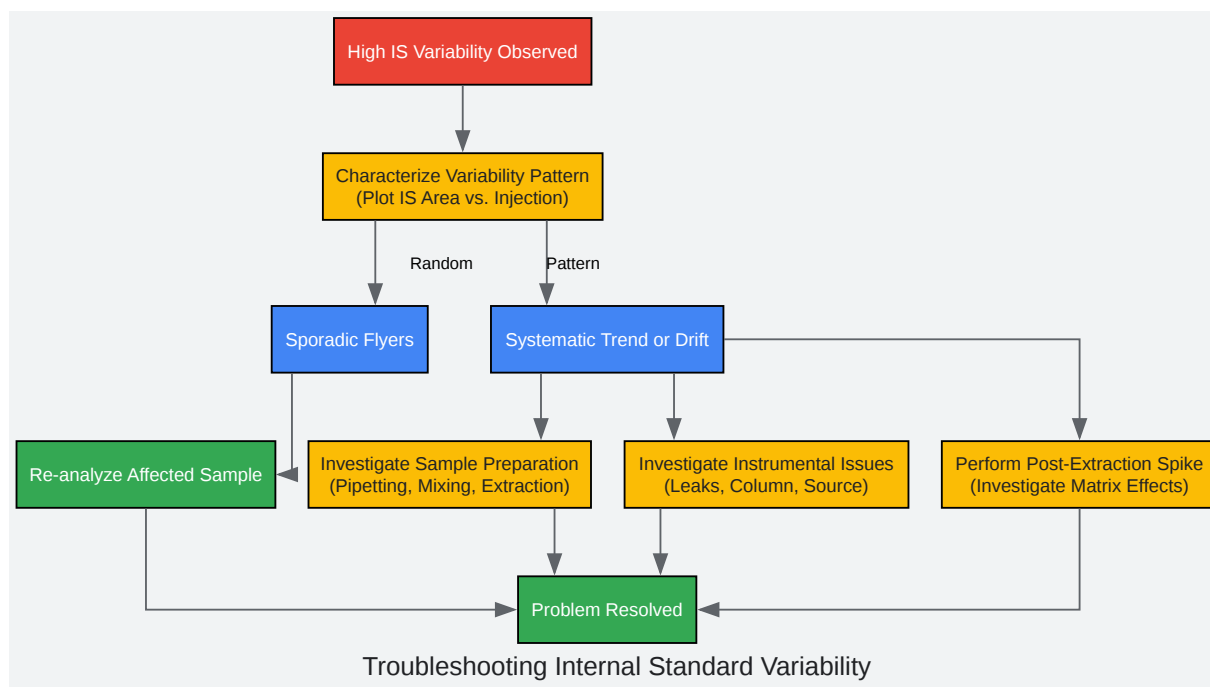 High IS Variability Observed
Characterize Variability Pattern
(Plot IS Area vs. Injection)
Random
Pattern
Sporadic Flyers
Systematic Trend or Drift
Re-analyze Affected Sample
Investigate Sample Preparation
(Pipetting, Mixing, Extraction)
Investigate Instrumental Issues
(Leaks, Column, Source)
Perform Post-Extraction Spike
(Investigate Matrix Effects)
Problem Resolved
Troubleshooting Internal Standard Variability